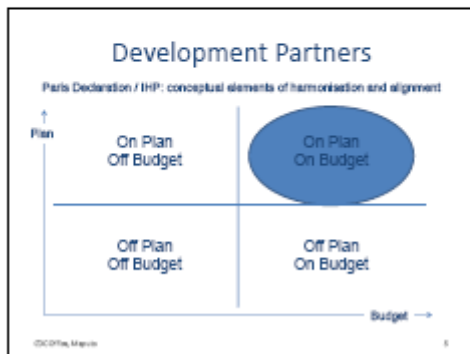 Development Partners
Paris Declaration / IHP: conceptual elements of harmonisation and alignment
Plan
On Plan
Off Budget
On Plan
On Budget
Off Plan
Off Budget
Off Plan
On Budget
Budget
Maputo